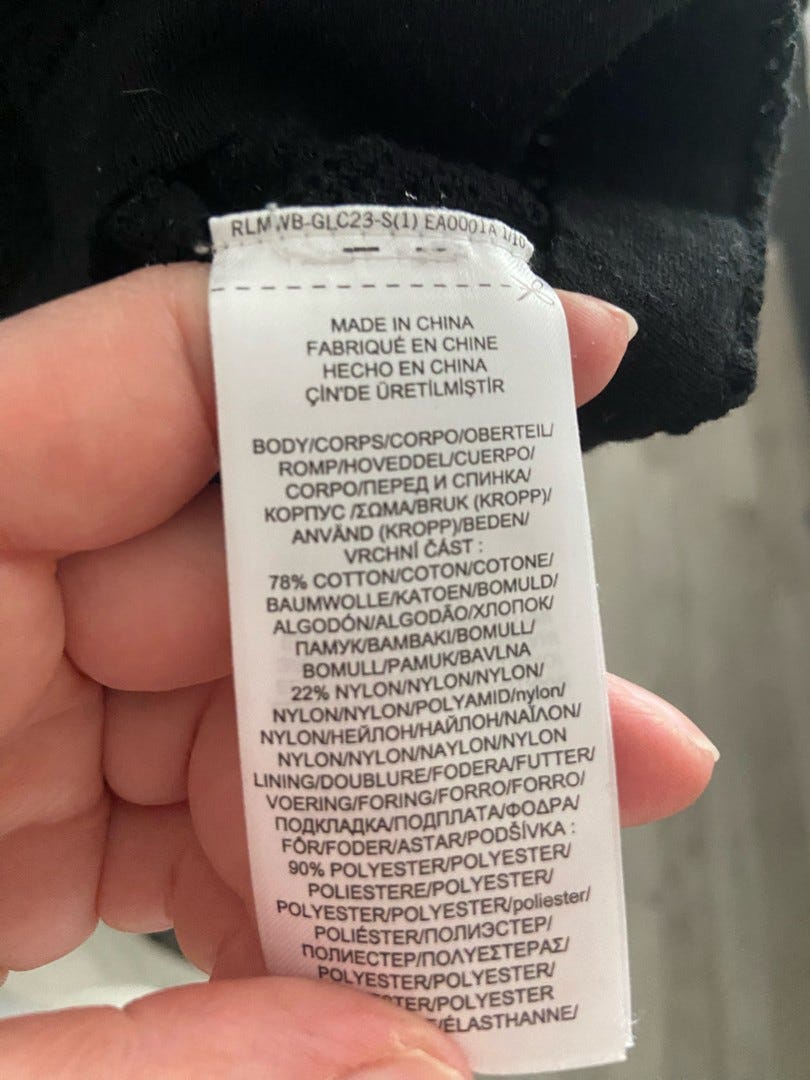 RLM WB-GLC23-S(1) EA0001A 1/10
MADE IN CHINA
FABRIQUÉ EN CHINE
HECHO EN CHINA
ÇİN'DE ÜRETİLMİŞTİR
BODY/CORPS/CORPO/OBERTEIL/
ROMP/HOVEDDEL/CUERPO/
CORPO/ПЕРЕД И СПИНКА/
КОРПУС /ΣΩΜΑ/BRUK (KROPP)/
ANVÄND (KROPP)/BEDEN/
VRCHNÍ ČÁST :
78% COTTON/COTON/COTONE/
BAUMWOLLE/KATOEN/BOMULD/
ALGODÓN/ALGODÃO/ХЛОПОК/
ПАМУК/ΒΑΜΒΑΚΙ/BOMULL/
BOMULL/PAMUK/BAVLNA
22% NYLON/NYLON/NYLON/
NYLON/NYLON/POLYAMID/nylon/
NYLON/НЕЙЛОН/НАЙЛОН/ΝΑΪΛΟΝ/
NYLON/NYLON/NAYLON/NYLON
LINING/DOUBLURE/FODERA/FUTTER/
VOERING/FORING/FORRO/FORRO/
ПОДКЛАДКА/ПОДПЛАТА/ΦΟΔΡΑ/
FÔR/FODER/ASTAR/PODŠÍVKA :
90% POLYESTER/POLYESTER/
POLIESTERE/POLYESTER/
POLYESTER/POLYESTER/poliester/
POLIÉSTER/ПОЛИЭСТЕР/
ПОЛИЕСТЕР/ΠΟΛΥΕΣΤΕΡΑΣ/
POLYESTER/POLYESTER/
TER/POLYESTER
/ÉLASTHANNE/